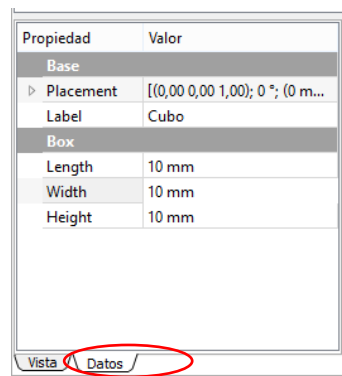 Propiedad Valor
Base
Placement [(0,00 0,00 1,00); 0 °; (0 m...
Label Cubo
Box
Length 10 mm
Width 10 mm
Height 10 mm
Vista Datos